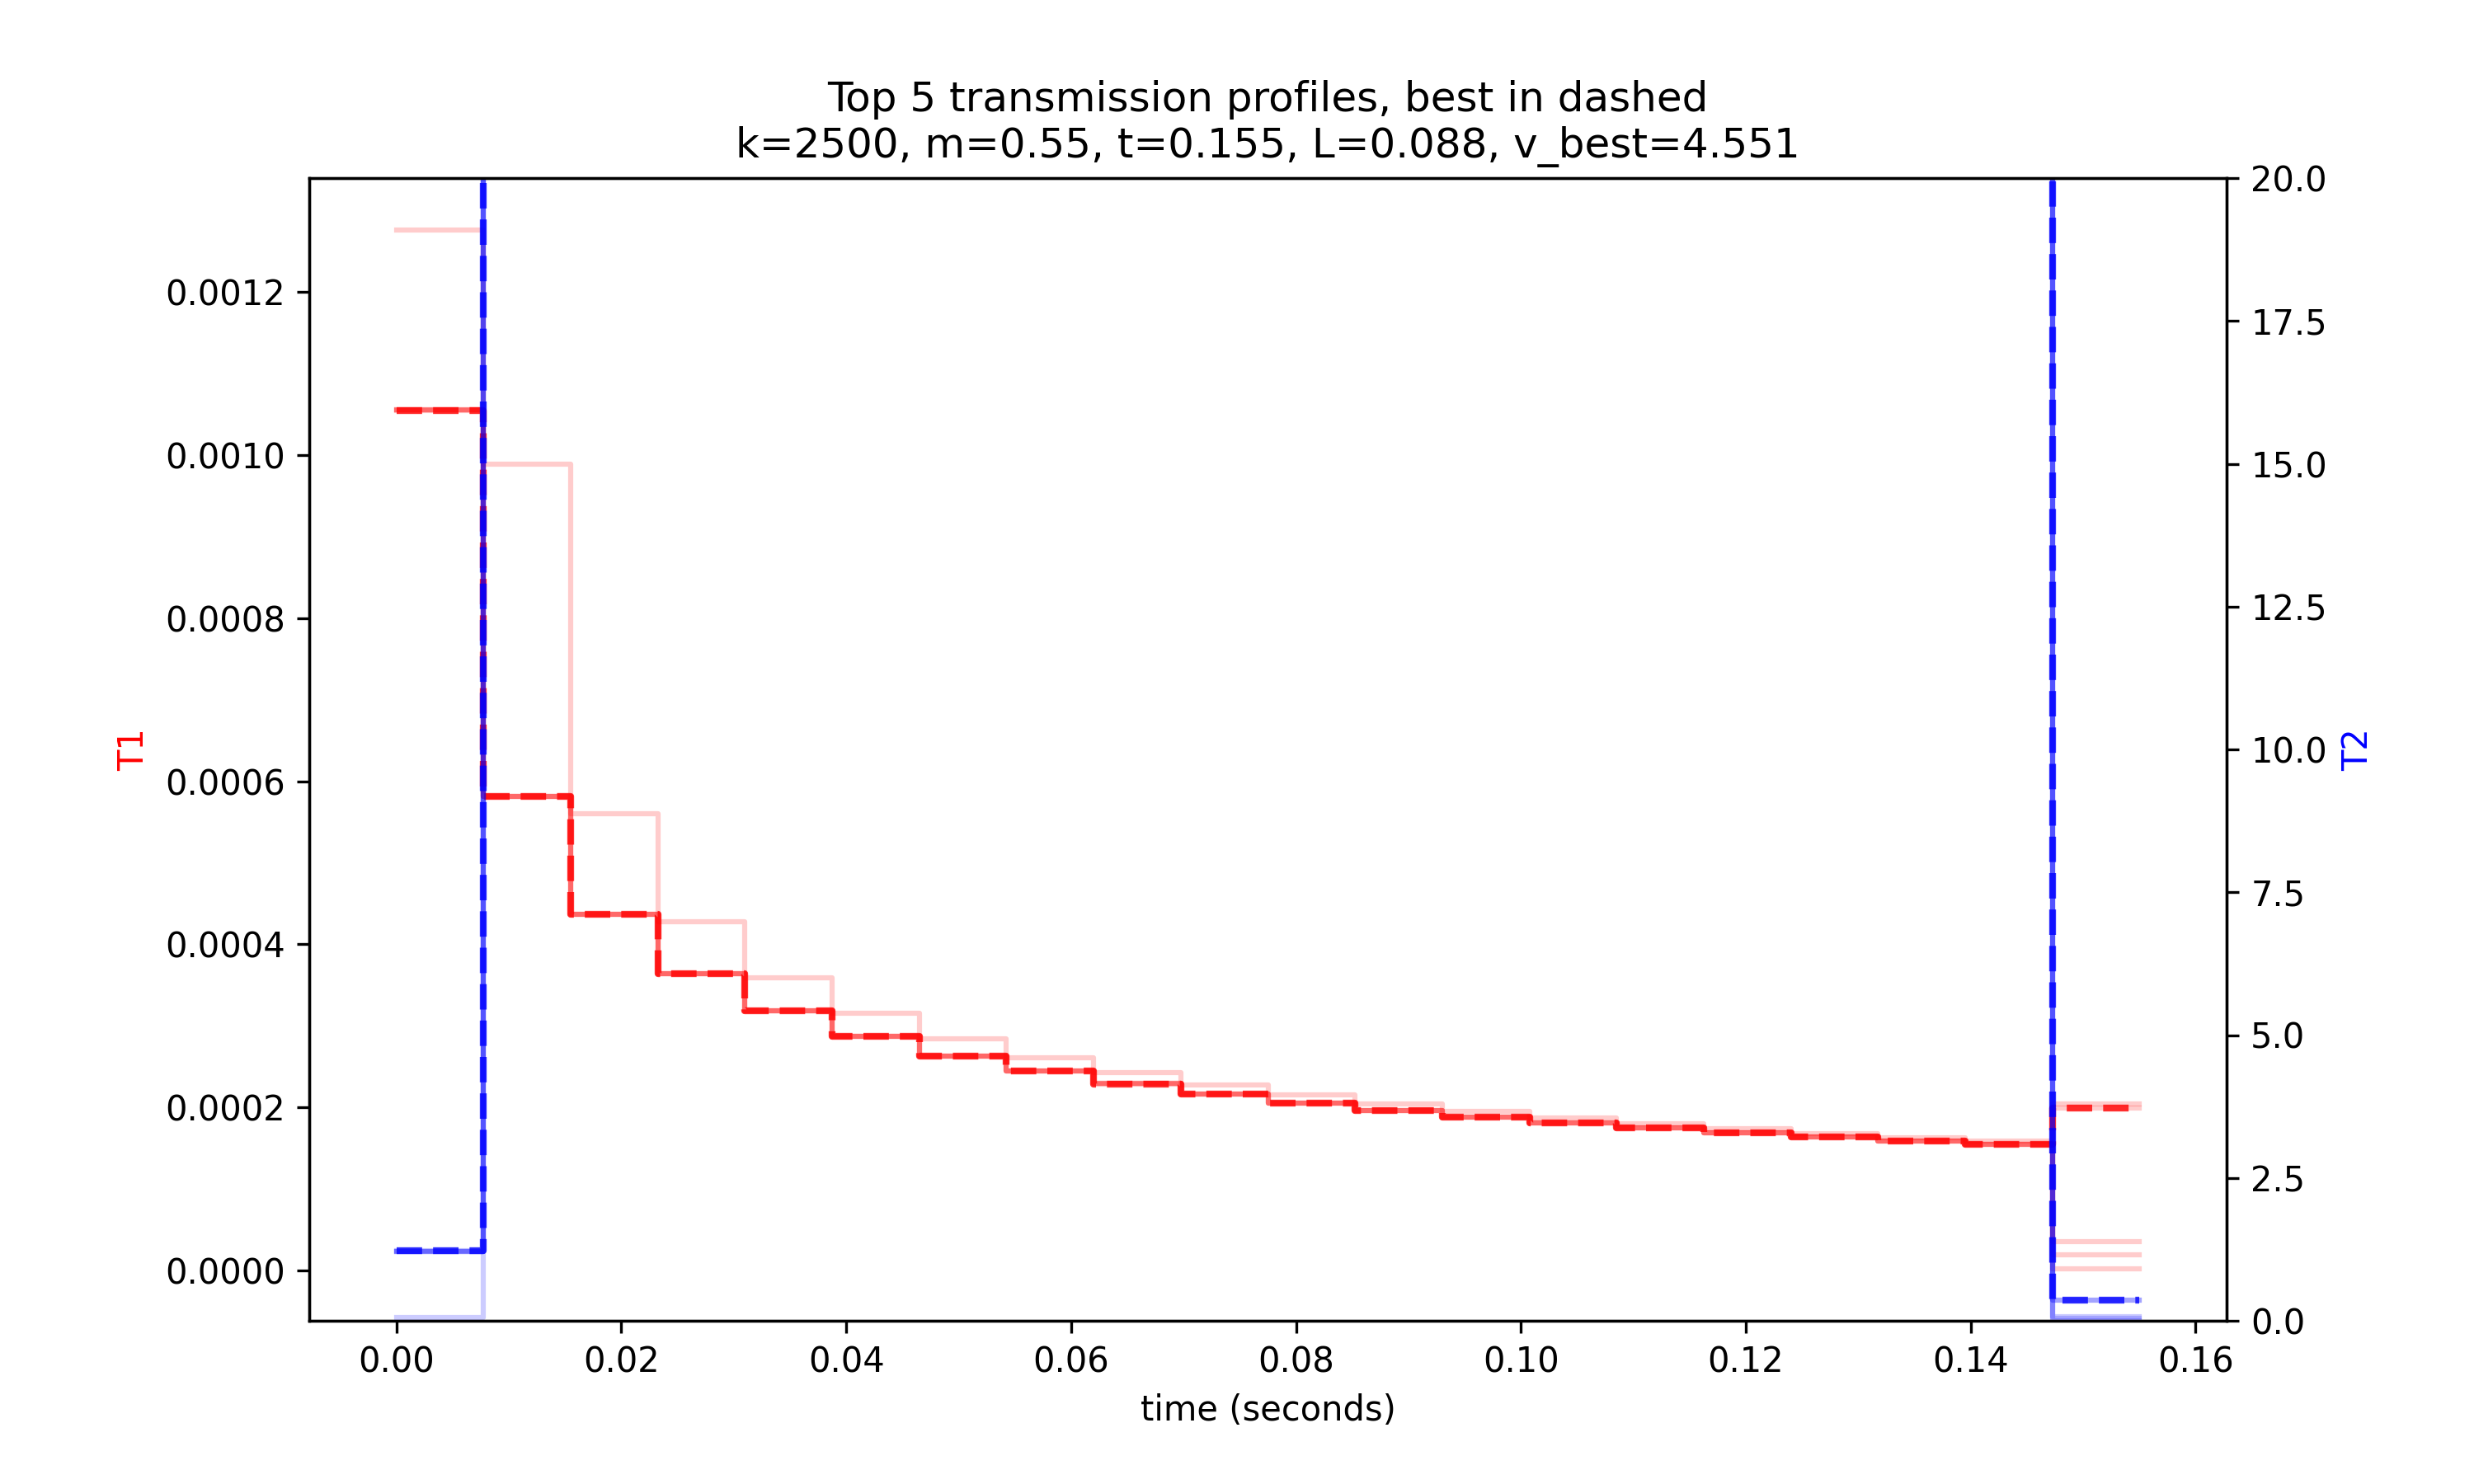 Top 5 transmission profiles, best in dashed
k=2500, m=0.55, t=0.155, L=0.088, v_best=4.551
T1
0.0012
0.0010
0.0008
0.0006
0.0004
0.0002
0.0000
20.0
17.5
15.0
12.5
10.0
7.5
5.0
2.5
0.0
T2
0.00 0.02 0.04 0.06 0.08 0.10 0.12 0.14 0.16
time (seconds)